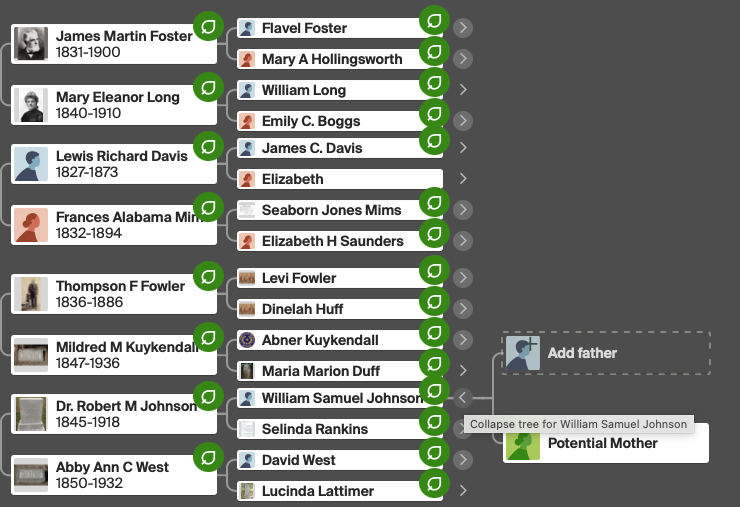 James Martin Foster
1831-1900
Flavel Foster
Mary A Hollingsworth
Mary Eleanor Long
1840-1910
William Long
Emily C. Boggs
Lewis Richard Davis
1827-1873
James C. Davis
Elizabeth
Frances Alabama Mim
1832-1894
Seaborn Jones Mims
Elizabeth H Saunders
Thompson F Fowler
1836-1886
Levi Fowler
Dinelah Huff
Mildred M Kuykendall
1847-1936
Abner Kuykendall
Maria Marion Duff
Dr. Robert M Johnson
1845-1918
William Samuel Johnson
Selinda Rankins
Abby Ann C West
1850-1932
David West
Lucinda Lattimer
Add father
Collapse tree for William Samuel Johnson
Potential Mother